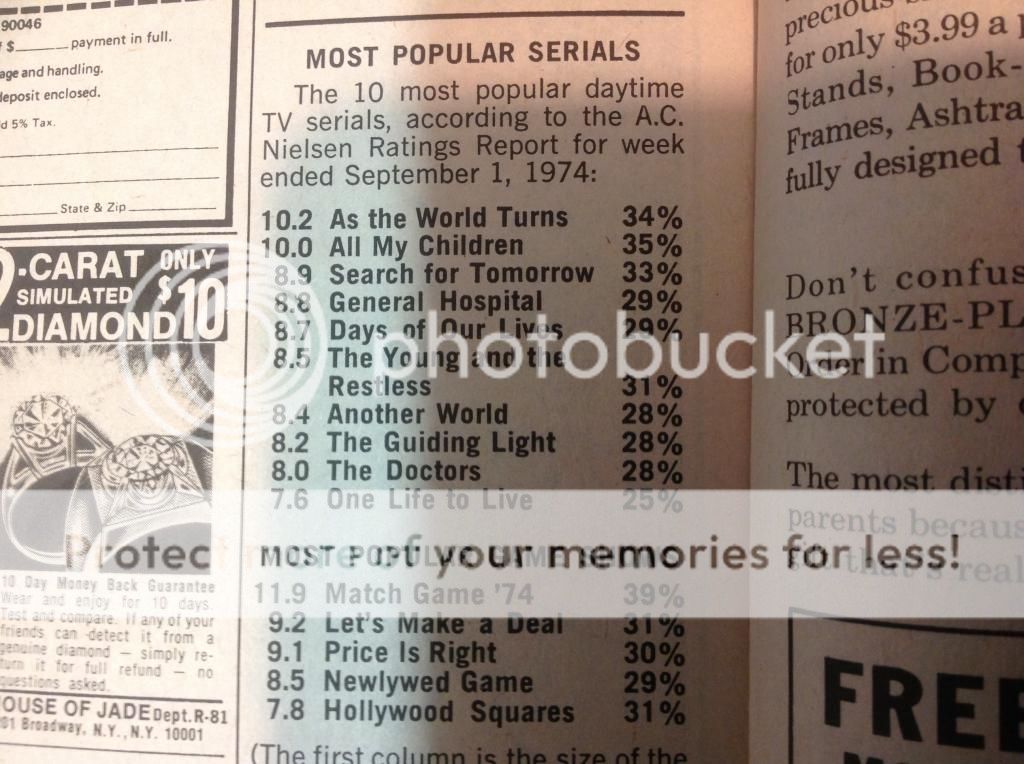 90046
$ payment in full.
age and handling.
deposit enclosed.
d 5% Tax.
State & Zip
-CARAT ONLY
SIMULATED $10
DIAMOND
10 Day Money Back Guarantee
Wear and enjoy for 10 days.
Test and compare. If any of your
friends can detect it from a
genuine diamond — simply re-
turn it for full refund — no
questions asked.
HOUSE OF JADE Dept. R-81
Broadway, N.Y., N.Y. 10001
MOST POPULAR SERIALS
The 10 most popular daytime
TV serials, according to the A.C.
Nielsen Ratings Report for week
ended September 1, 1974:
10.2 As the World Turns 34%
10.0 All My Children 35%
8.9 Search for Tomorrow 33%
8.8 General Hospital 29%
8.7 Days of Our Lives 29%
8.5 The Young and the
Restless 31%
8.4 Another World 28%
8.2 The Guiding Light 28%
8.0 The Doctors 28%
7.6 One Life to Live 25%
MOST POPULAR GAME SHOWS
11.9 Match Game '74 39%
9.2 Let's Make a Deal 31%
9.1 Price Is Right 30%
8.5 Newlywed Game 29%
7.8 Hollywood Squares 31%
(The first column is the size of the
precious
for only $3.99 a
Stands, Book-
Frames, Ashtra
fully designed
Don't confus
BRONZE-PL
Order in Comp
protected by
The most disti
parents becaus
that's real
FREE
photobucket
Protect more of your memories for less!